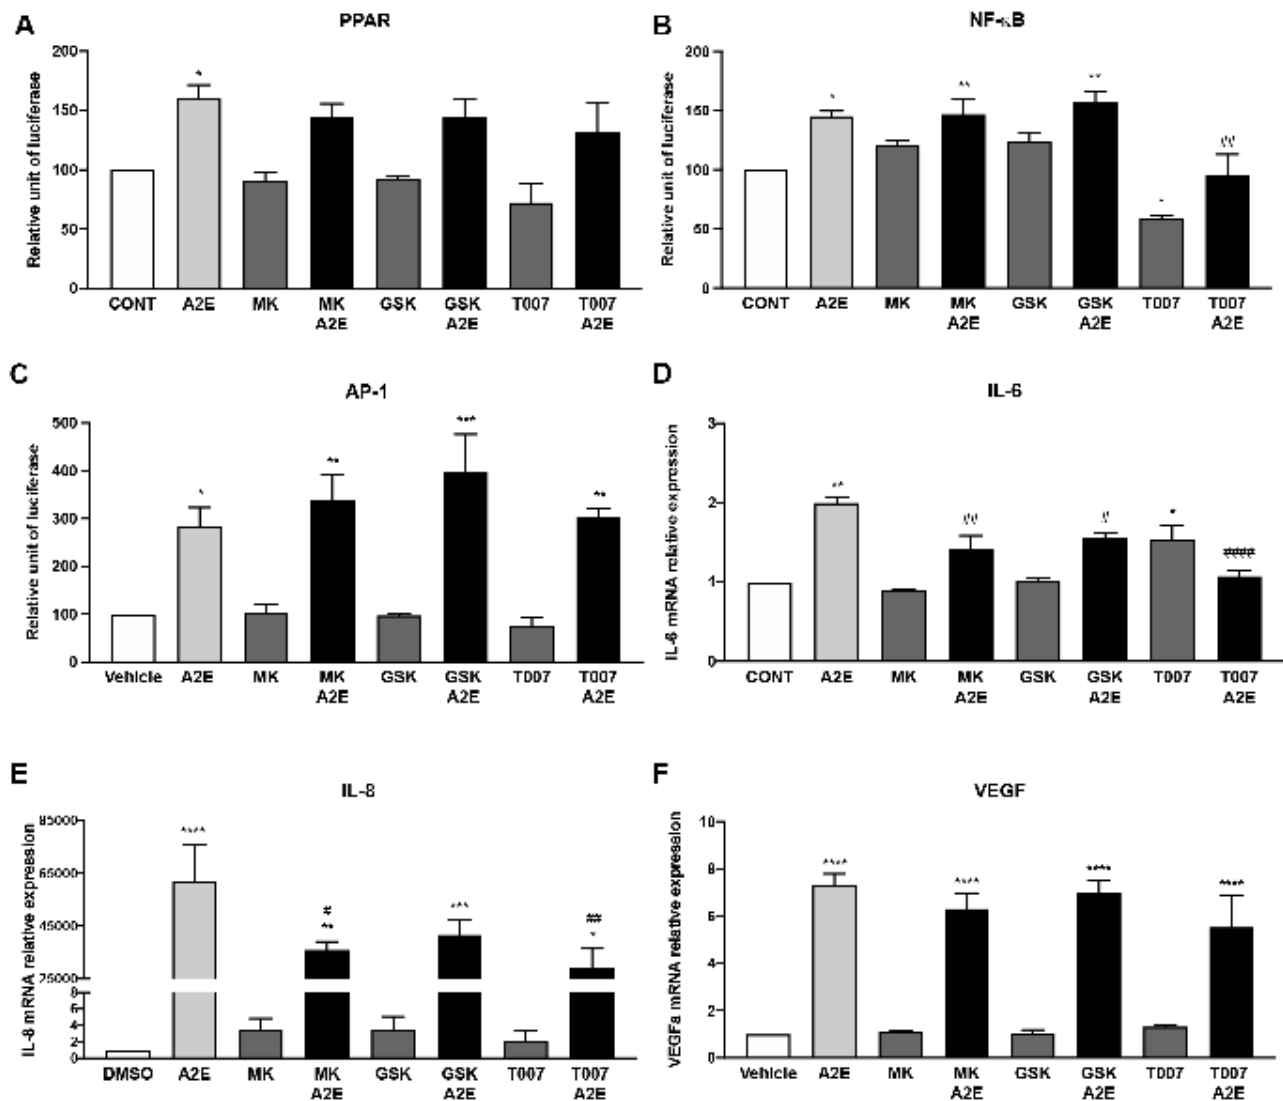 A
PPAR
Relative unit of luciferase
200
150
100
50
0
*
CONT A2E MK MK A2E GSK GSK A2E T007 T007 A2E
B
NF-κB
Relative unit of luciferase
200
150
100
50
0
* ** ** * ##
CONT A2E MK MK A2E GSK GSK A2E T007 T007 A2E
C
AP-1
Relative unit of luciferase
500
400
300
200
100
0
* ** *** **
Vehicle A2E MK MK A2E GSK GSK A2E T007 T007 A2E
D
IL-6
IL-6 mRNA relative expression
3
2
1
0
** ## # * ####
CONT A2E MK MK A2E GSK GSK A2E T007 T007 A2E
E
IL-8
IL-8 mRNA relative expression
85000
65000
45000
25000
8
6
4
2
0
**** # ** *** ## *
DMSO A2E MK MK A2E GSK GSK A2E T007 T007 A2E
F
VEGF
VEGFa mRNA relative expression
10
8
6
4
2
0
**** **** **** ****
Vehicle A2E MK MK A2E GSK GSK A2E T007 T007 A2E